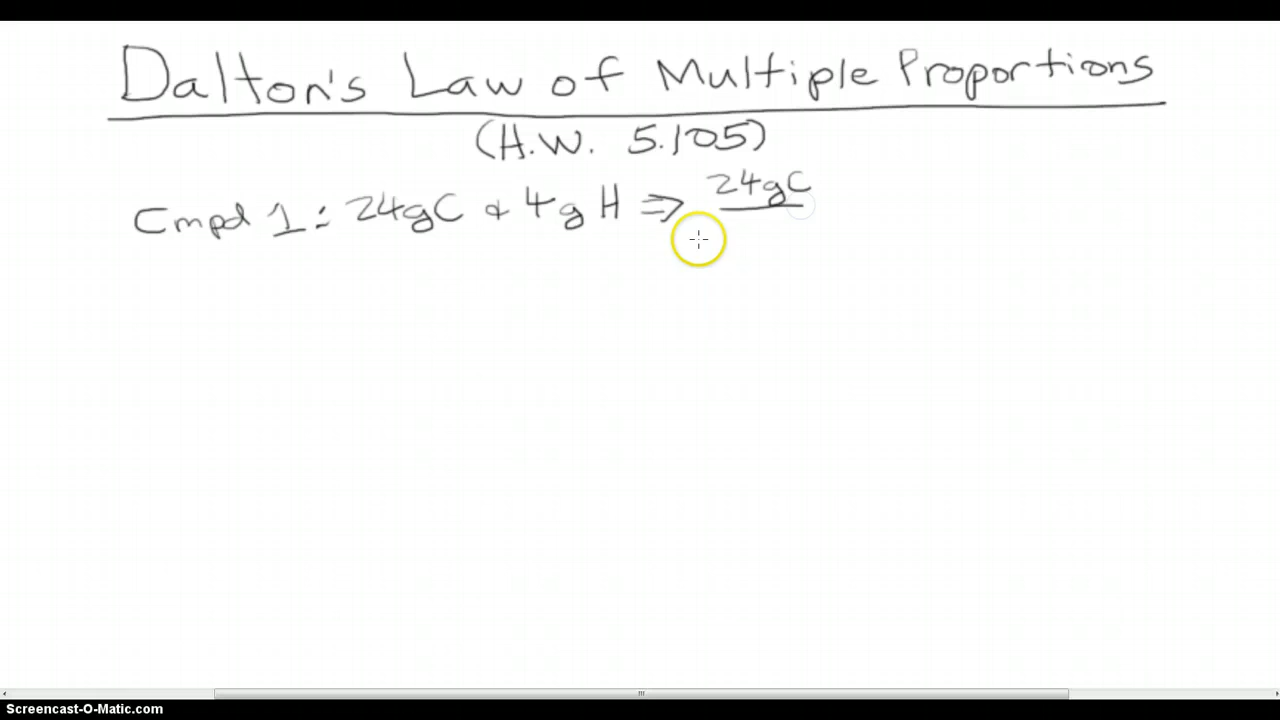 Dalton's Law of Multiple Proportions
(H.W. 5.105)
Cmpd 1: 24gC & 4g H ⇒ 24gC
Screencast-O-Matic.com